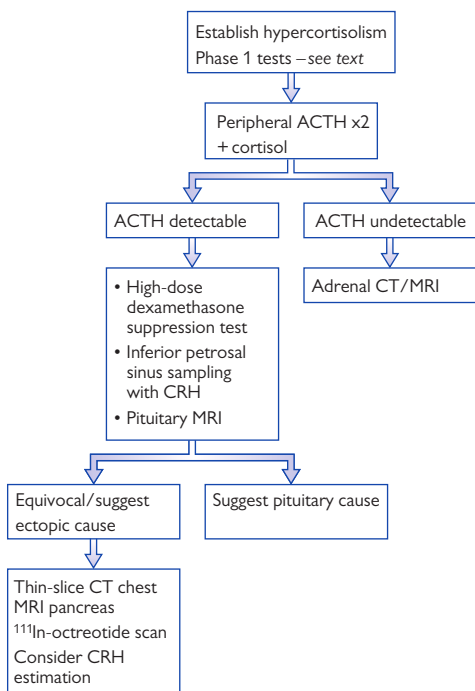 Establish hypercortisolism
Phase 1 tests – see text
Peripheral ACTH x2
+ cortisol
ACTH detectable
ACTH undetectable
• High-dose
dexamethasone
suppression test
• Inferior petrosal
sinus sampling
with CRH
• Pituitary MRI
Adrenal CT/MRI
Equivocal/suggest
ectopic cause
Suggest pituitary cause
Thin-slice CT chest
MRI pancreas
¹¹¹In-octreotide scan
Consider CRH
estimation